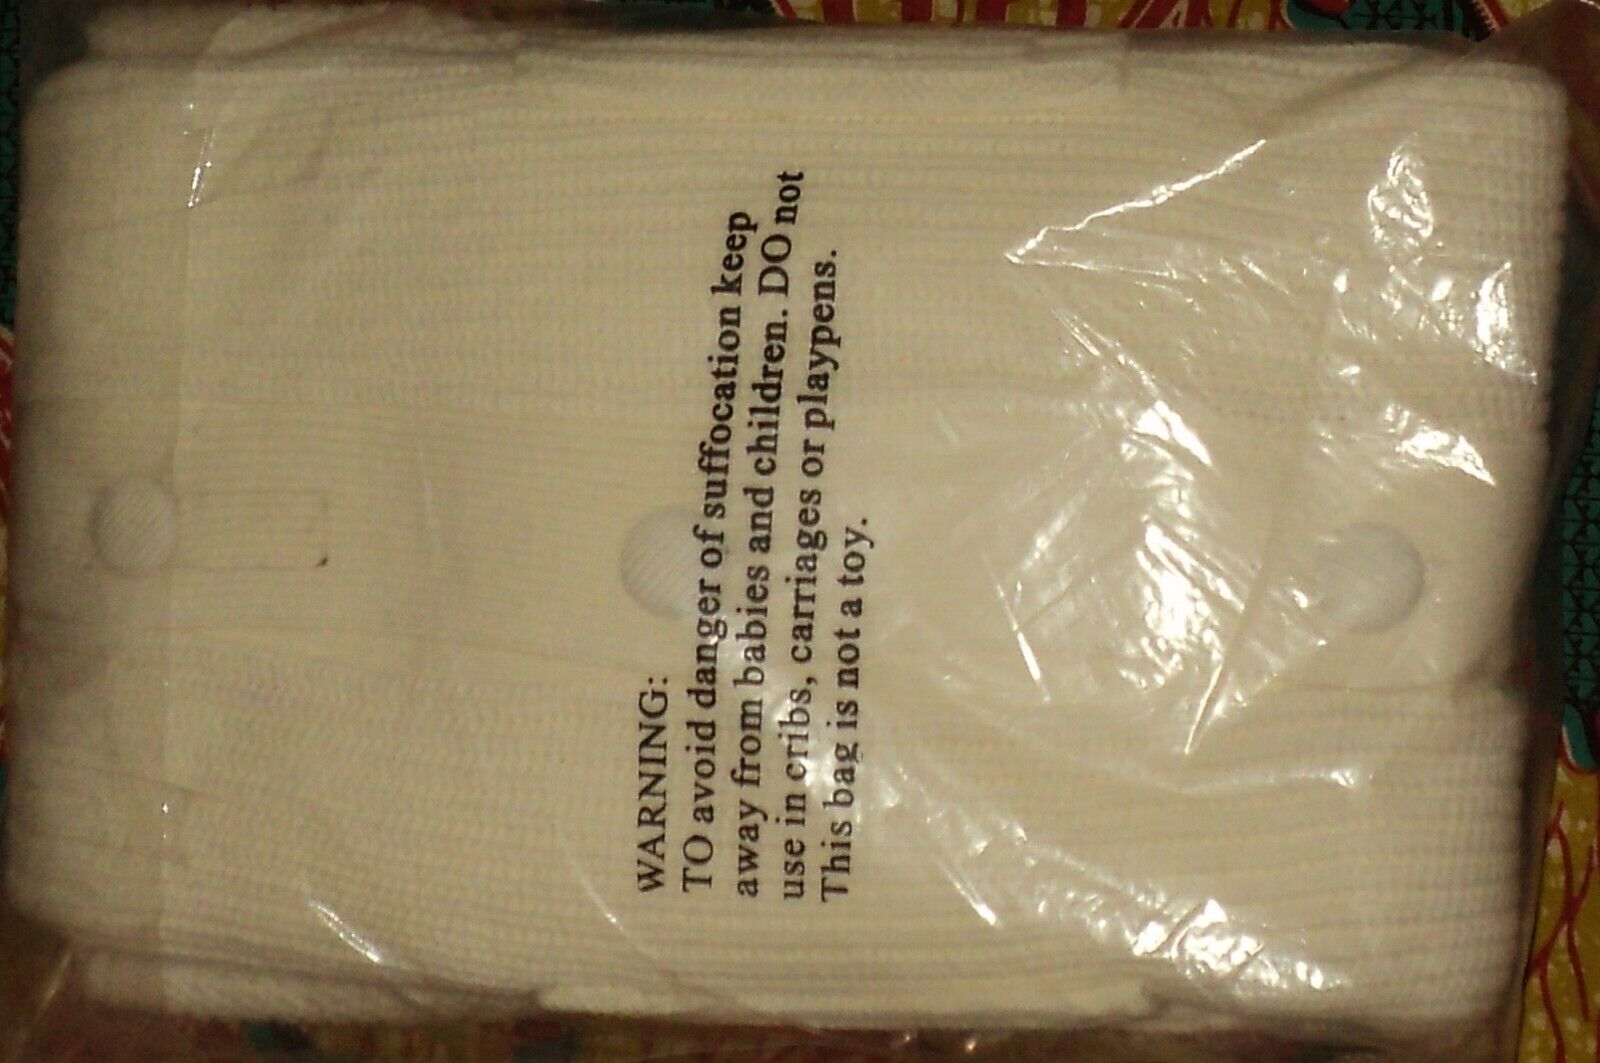 WARNING:
TO avoid danger of suffocation keep
away from babies and children. DO not
use in cribs, carriages or playpens.
This bag is not a toy.